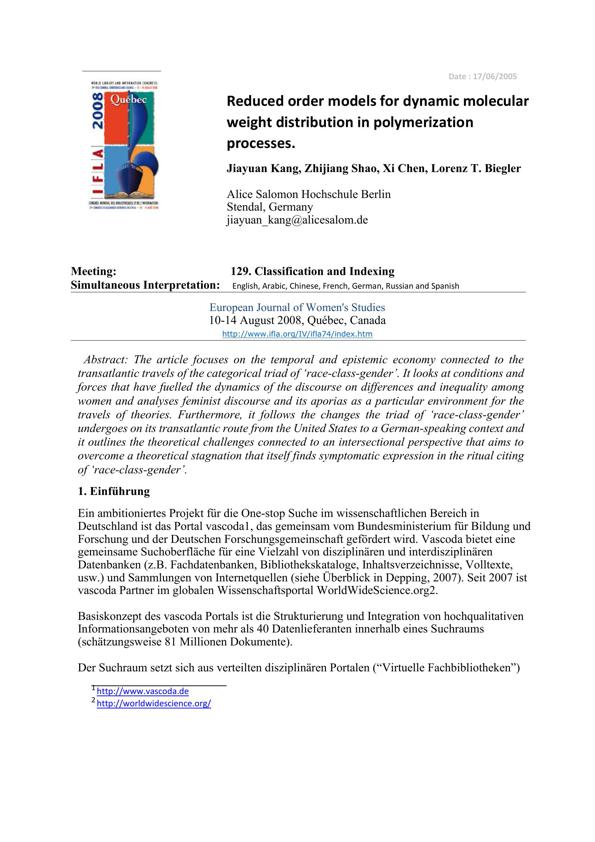 Date : 17/06/2005
WORLD LIBRARY AND INFORMATION CONGRESS:
IFLA 2008
Québec
Reduced order models for dynamic molecular
weight distribution in polymerization
processes.
Jiayuan Kang, Zhijiang Shao, Xi Chen, Lorenz T. Biegler
Alice Salomon Hochschule Berlin
Stendal, Germany
jiayuan_kang@alicesalom.de
Meeting: 129. Classification and Indexing
Simultaneous Interpretation: English, Arabic, Chinese, French, German, Russian and Spanish
European Journal of Women's Studies
10-14 August 2008, Québec, Canada
http://www.ifla.org/IV/ifla74/index.htm
Abstract: The article focuses on the temporal and epistemic economy connected to the
transatlantic travels of the categorical triad of ‘race-class-gender’. It looks at conditions and
forces that have fuelled the dynamics of the discourse on differences and inequality among
women and analyses feminist discourse and its aporias as a particular environment for the
travels of theories. Furthermore, it follows the changes the triad of ‘race-class-gender’
undergoes on its transatlantic route from the United States to a German-speaking context and
it outlines the theoretical challenges connected to an intersectional perspective that aims to
overcome a theoretical stagnation that itself finds symptomatic expression in the ritual citing
of ‘race-class-gender’.
1. Einführung
Ein ambitioniertes Projekt für die One-stop Suche im wissenschaftlichen Bereich in
Deutschland ist das Portal vascoda1, das gemeinsam vom Bundesministerium für Bildung und
Forschung und der Deutschen Forschungsgemeinschaft gefördert wird. Vascoda bietet eine
gemeinsame Suchoberfläche für eine Vielzahl von disziplinären und interdisziplinären
Datenbanken (z.B. Fachdatenbanken, Bibliothekskataloge, Inhaltsverzeichnisse, Volltexte,
usw.) und Sammlungen von Internetquellen (siehe Überblick in Depping, 2007). Seit 2007 ist
vascoda Partner im globalen Wissenschaftsportal WorldWideScience.org2.
Basiskonzept des vascoda Portals ist die Strukturierung und Integration von hochqualitativen
Informationsangeboten von mehr als 40 Datenlieferanten innerhalb eines Suchraums
(schätzungsweise 81 Millionen Dokumente).
Der Suchraum setzt sich aus verteilten disziplinären Portalen (“Virtuelle Fachbibliotheken”)
1 http://www.vascoda.de
2 http://worldwidescience.org/